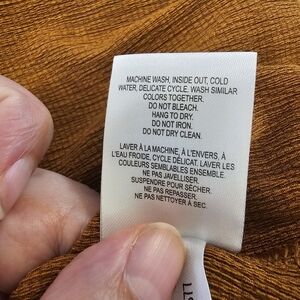 MACHINE WASH, INSIDE OUT, COLD
WATER, DELICATE CYCLE, WASH SIMILAR
COLORS TOGETHER.
DO NOT BLEACH.
HANG TO DRY.
DO NOT IRON.
DO NOT DRY CLEAN.
LAVER À LA MACHINE, À L'ENVERS, À
L'EAU FROIDE, CYCLE DÉLICAT. LAVER LES
COULEURS SEMBLABLES ENSEMBLE.
NE PAS JAVELLISER.
SUSPENDRE POUR SÉCHER.
NE PAS REPASSER.
NE PAS NETTOYER À SEC.